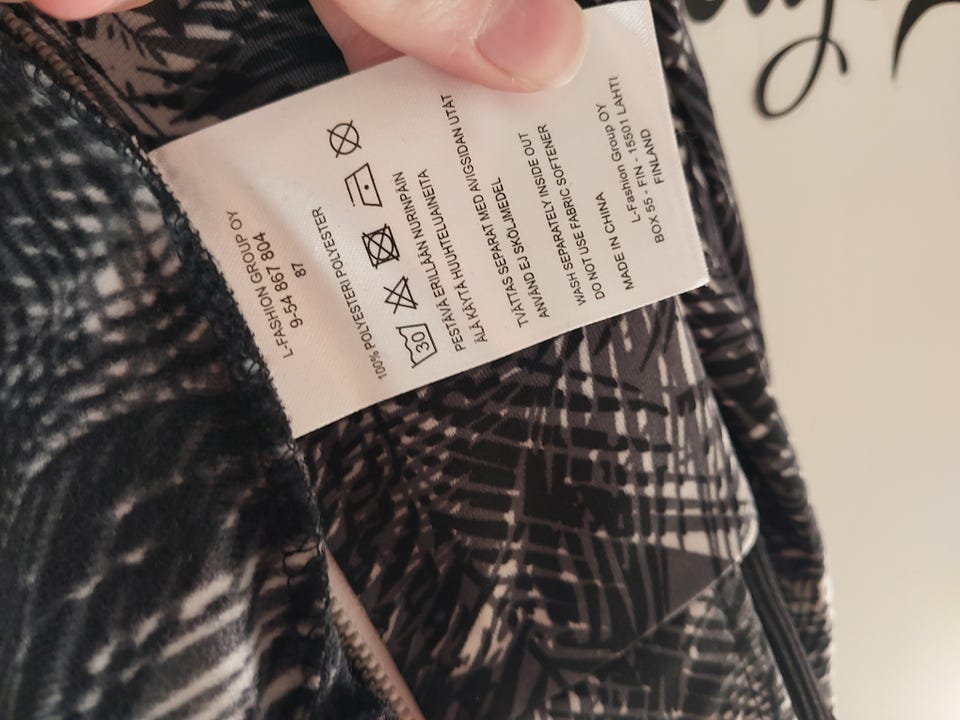 L-FASHION GROUP OY
9-54 867 804
87
100% POLYESTERI POLYESTER
30
PESTÄVÄ ERILLÄÄN NURINPÄIN
ÄLÄ KÄYTÄ HUUHTELUAINEITA
TVÄTTAS SEPARAT MED AVIGSIDAN UTÅT
ANVÄND EJ SKÖLJMEDEL
WASH SEPARATELY INSIDE OUT
DO NOT USE FABRIC SOFTENER
MADE IN CHINA
L-Fashion Group OY
BOX 55 - FIN - 15501 LAHTI
FINLAND